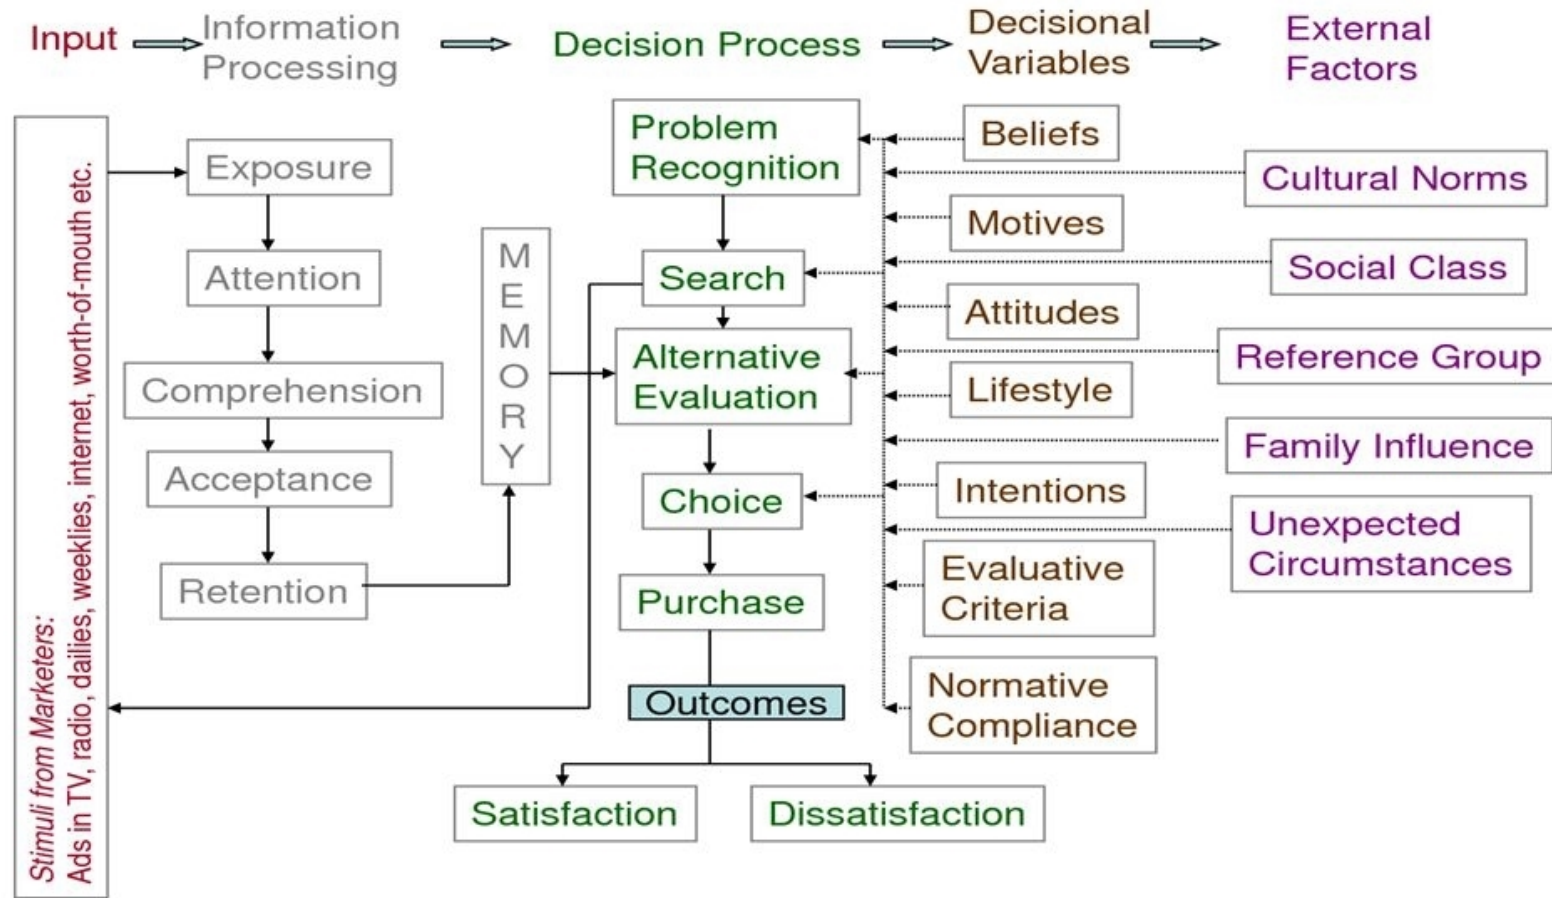 Input
Information
Processing
Decision Process
Decisional
Variables
External
Factors
Stimuli from Marketers:
Ads in TV, radio, dailies, weeklies, internet, worth-of-mouth etc.
Exposure
Attention
Comprehension
Acceptance
Retention
MEMORY
Problem
Recognition
Search
Alternative
Evaluation
Choice
Purchase
Outcomes
Satisfaction
Dissatisfaction
Beliefs
Motives
Attitudes
Lifestyle
Intentions
Evaluative
Criteria
Normative
Compliance
Cultural Norms
Social Class
Reference Group
Family Influence
Unexpected
Circumstances